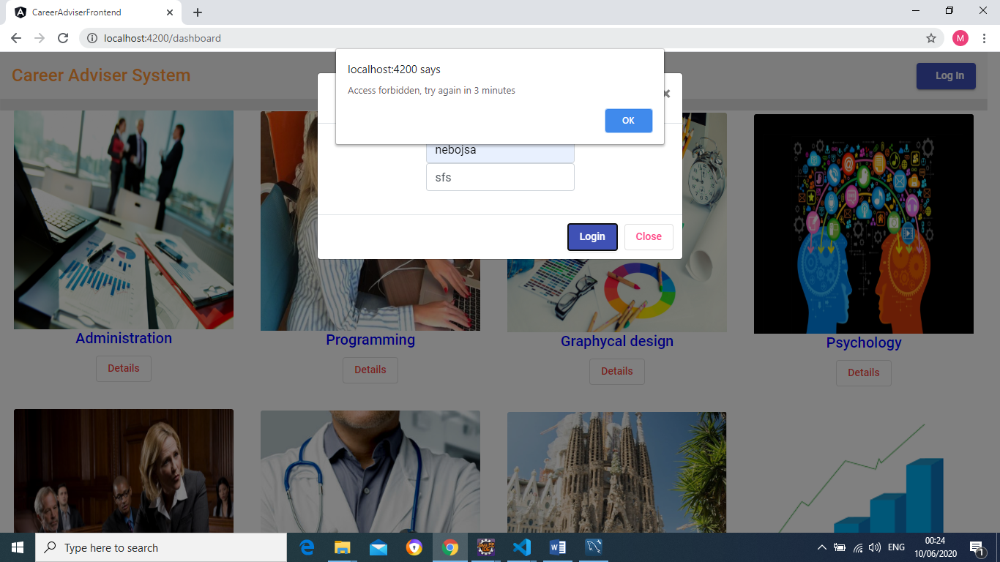 CareerAdviserFrontend
M
localhost:4200/dashboard
Career Adviser System
Log In
localhost:4200 says
Access forbidden, try again in 3 minutes
OK
nebojsa
sfs
Login
Close
Administration
Programming
Graphycal design
Psychology
Details
Details
Details
Details
Type here to search
ENG
00:24
10/06/2020
1